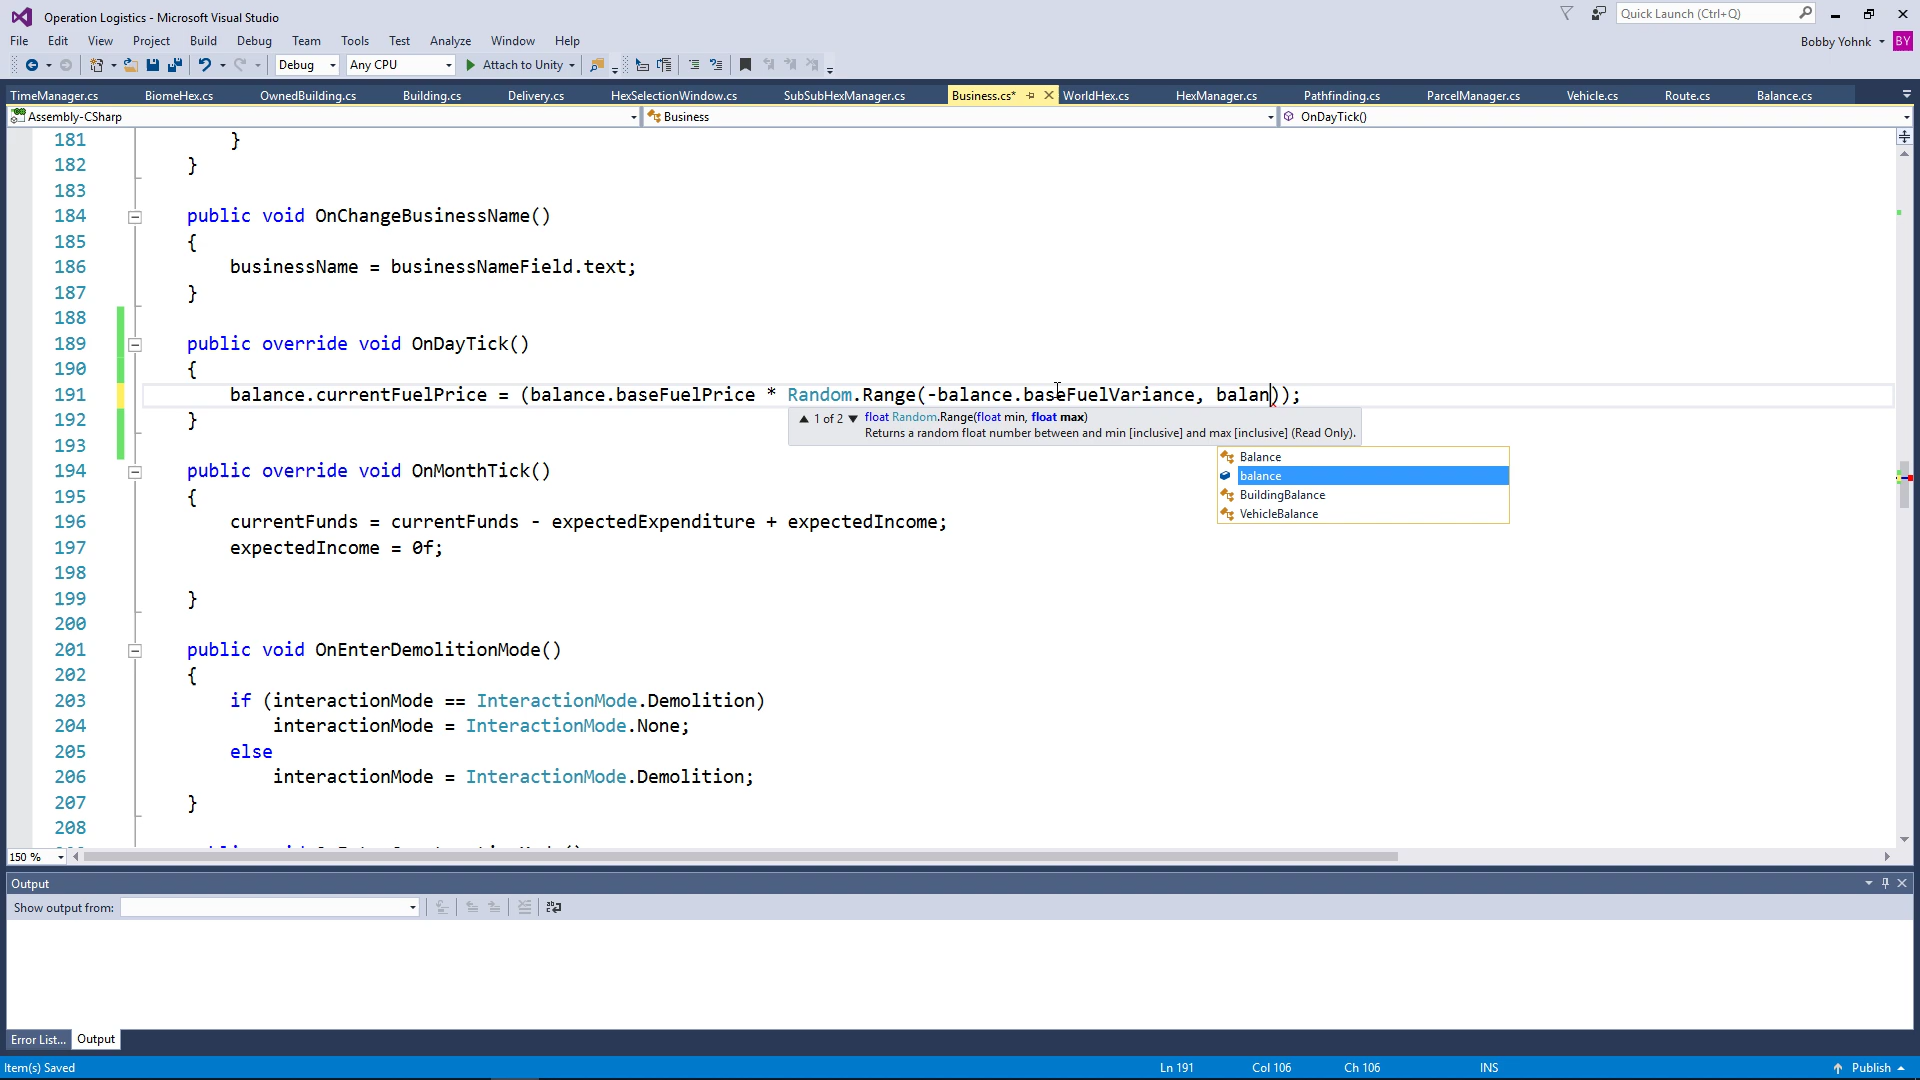 Operation Logistics - Microsoft Visual Studio
Quick Launch (Ctrl+Q)
File Edit View Project Build Debug Team Tools Test Analyze Window Help
Bobby Yohnk BY
Debug Any CPU Attach to Unity
TimeManager.cs BiomeHex.cs OwnedBuilding.cs Building.cs Delivery.cs HexSelectionWindow.cs SubSubHexManager.cs Business.cs* WorldHex.cs HexManager.cs Pathfinding.cs ParcelManager.cs Vehicle.cs Route.cs Balance.cs
Assembly-CSharp Business OnDayTick()
181 }
182 }
183
184 public void OnChangeBusinessName()
185 {
186 businessName = businessNameField.text;
187 }
188
189 public override void OnDayTick()
190 {
191 balance.currentFuelPrice = (balance.baseFuelPrice * Random.Range(-balance.baseFuelVariance, balan));
1 of 2 float Random.Range(float min, float max)
Returns a random float number between and min [inclusive] and max [inclusive] (Read Only).
Balance
balance
BuildingBalance
VehicleBalance
192 }
193
194 public override void OnMonthTick()
195 {
196 currentFunds = currentFunds - expectedExpenditure + expectedIncome;
197 expectedIncome = 0f;
198
199 }
200
201 public void OnEnterDemolitionMode()
202 {
203 if (interactionMode == InteractionMode.Demolition)
204 interactionMode = InteractionMode.None;
205 else
206 interactionMode = InteractionMode.Demolition;
207 }
208
150 %
Output
Show output from:
Error List... Output
Item(s) Saved Ln 191 Col 106 Ch 106 INS Publish